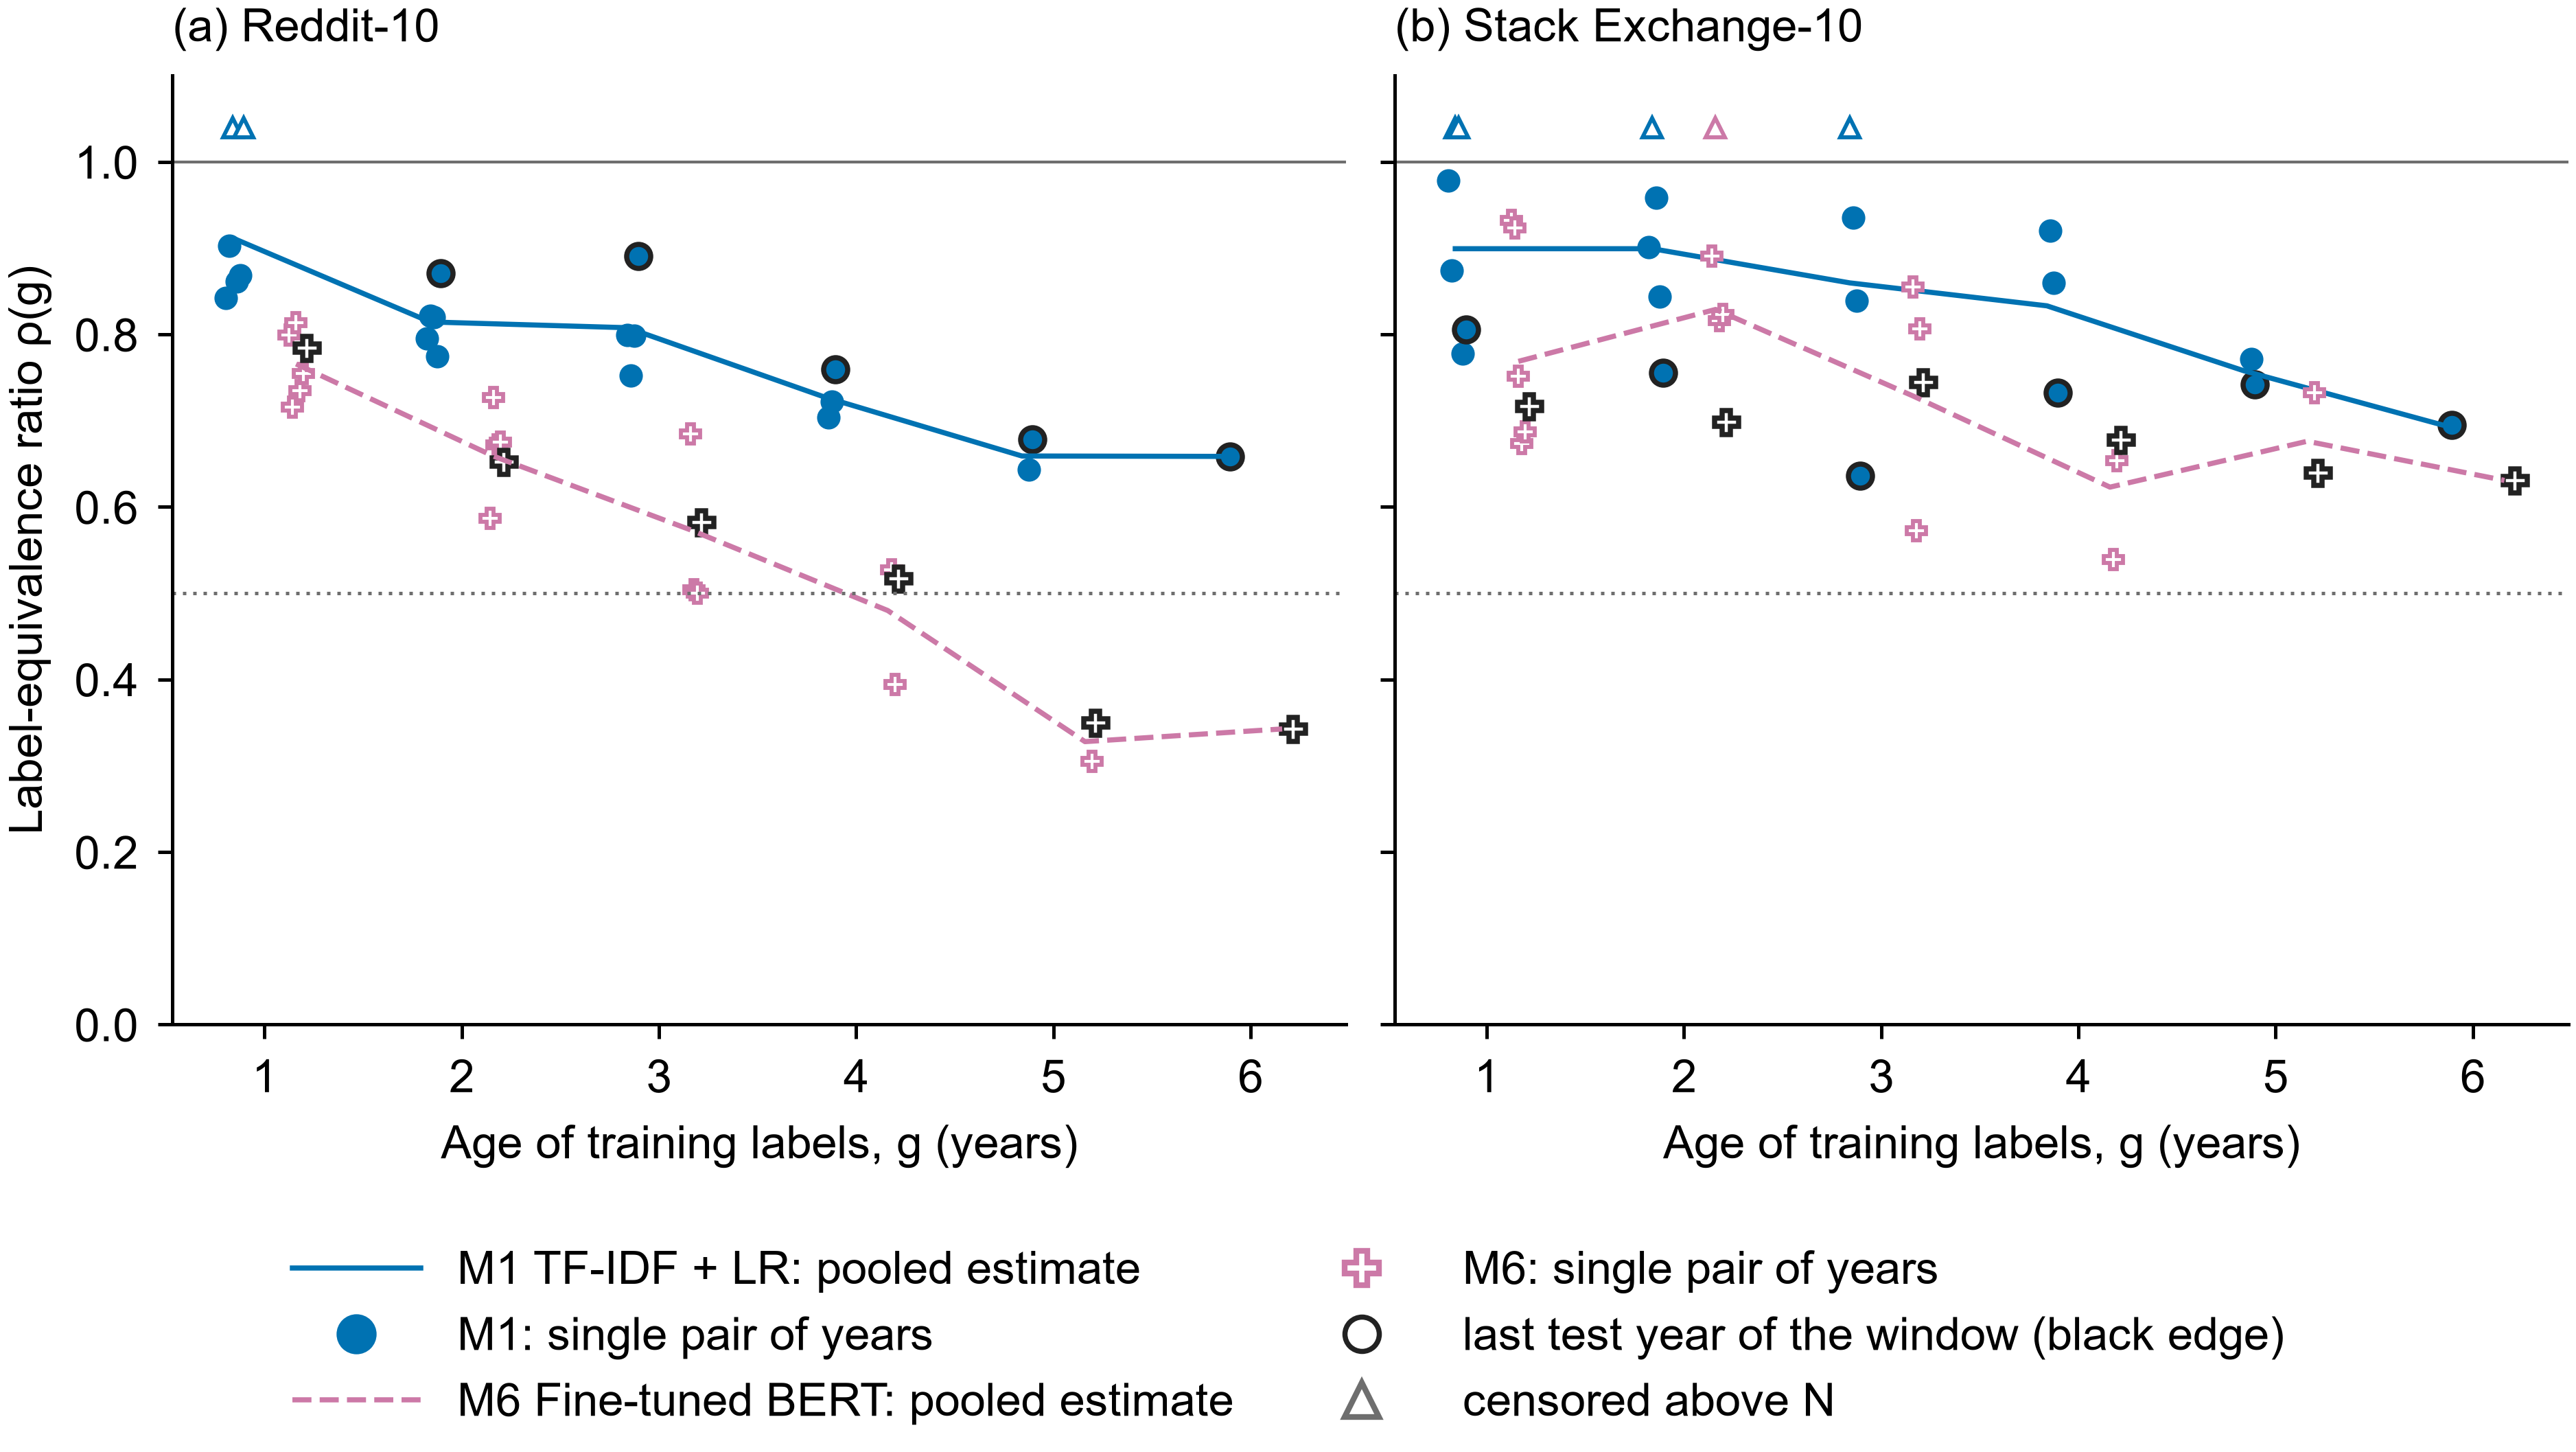 (a) Reddit-10
(b) Stack Exchange-10
Label-equivalence ratio ρ(g)
1.0
0.8
0.6
0.4
0.2
0.0
1 2 3 4 5 6
1 2 3 4 5 6
Age of training labels, g (years)
Age of training labels, g (years)
M1 TF-IDF + LR: pooled estimate
M1: single pair of years
M6 Fine-tuned BERT: pooled estimate
M6: single pair of years
last test year of the window (black edge)
censored above N